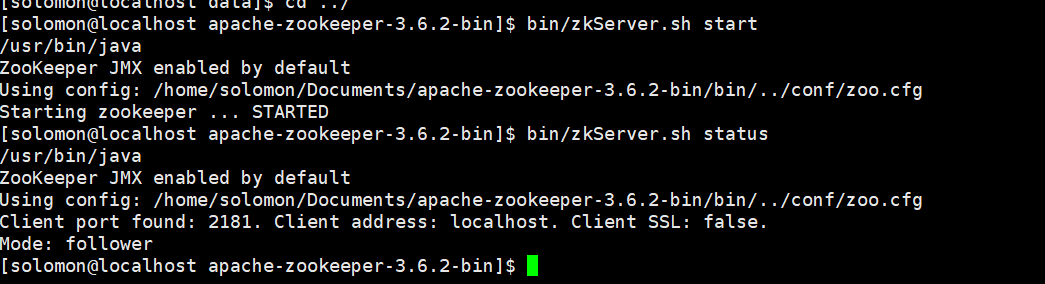 [solomon@localhost data]$ cd ../
[solomon@localhost apache-zookeeper-3.6.2-bin]$ bin/zkServer.sh start
/usr/bin/java
ZooKeeper JMX enabled by default
Using config: /home/solomon/Documents/apache-zookeeper-3.6.2-bin/bin/../conf/zoo.cfg
Starting zookeeper ... STARTED
[solomon@localhost apache-zookeeper-3.6.2-bin]$ bin/zkServer.sh status
/usr/bin/java
ZooKeeper JMX enabled by default
Using config: /home/solomon/Documents/apache-zookeeper-3.6.2-bin/bin/../conf/zoo.cfg
Client port found: 2181. Client address: localhost. Client SSL: false.
Mode: follower
[solomon@localhost apache-zookeeper-3.6.2-bin]$